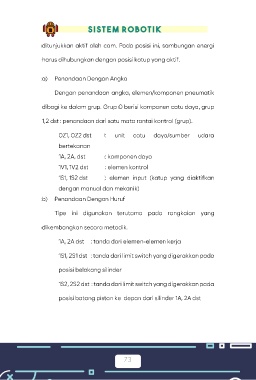 SISTEM ROBOTIK
ditunjukkan aktif oleh cam. Pada posisi ini, sambungan energi
harus dihubungkan dengan posisi katup yang aktif.
a) Penandaan Dengan Angka
Dengan penandaan angka, elemen/komponen pneumatik
dibagi ke dalam grup. Grup 0 berisi komponen catu daya, grup
1,2 dst : penandaan dari satu mata rantai kontrol (grup).
0Z1, 0Z2 dst : unit catu daya/sumber udara
bertekanan
1A, 2A, dst : komponen daya
1V1, 1V2 dst : elemen kontrol
1S1, 1S2 dst : elemen input (katup yang diaktifkan
dengan manual dan mekanik)
b) Penandaan Dengan Huruf
Tipe ini digunakan terutama pada rangkaian yang
dikembangkan secara metodik.
1A, 2A dst : tanda dari elemen-elemen kerja
1S1, 2S1 dst : tanda dari limit switch yang digerakkan pada
posisi belakang silinder
1S2, 2S2 dst : tanda dari limit switch yang digerakkan pada
posisi batang piston ke depan dari silinder 1A, 2A dst
73